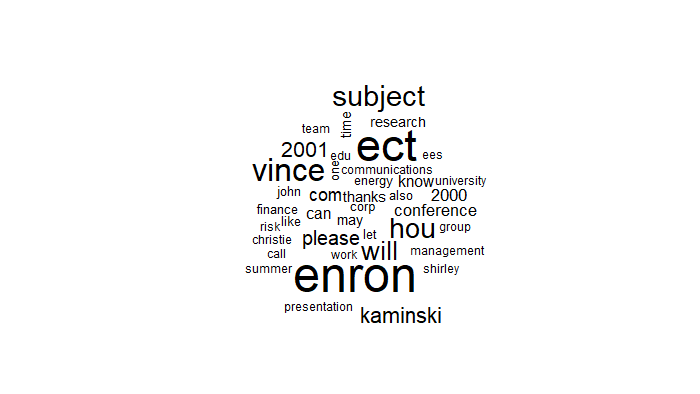 subject
time
research
team
ect
2001
edu
ees
vince
one
communications
energy
know
university
john
com
thanks
also
2000
finance
can
corp
conference
risk
like
may
hou
group
christie
please
let
will
management
call
work
summer
enron
shirley
presentation
kaminski